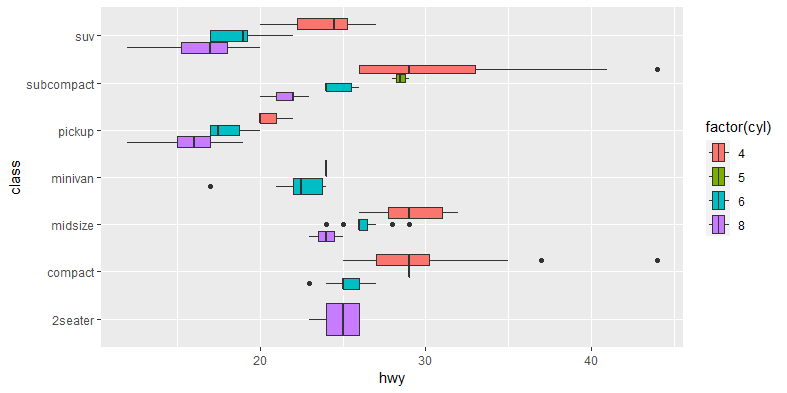 class
suv
subcompact
pickup
minivan
midsize
compact
2seater
20 30 40
hwy
factor(cyl)
4
5
6
8